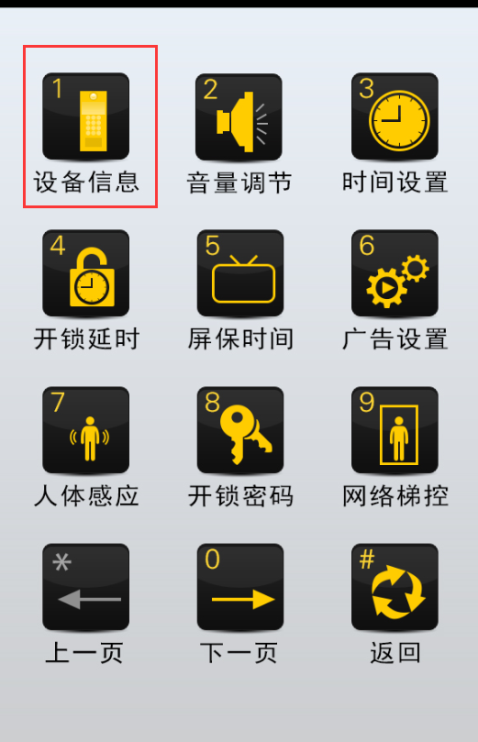 1 2 3
设备信息 音量调节 时间设置
4 5 6
开锁延时 屏保时间 广告设置
7 8 9
人体感应 开锁密码 网络梯控
* 0 #
上一页 下一页 返回